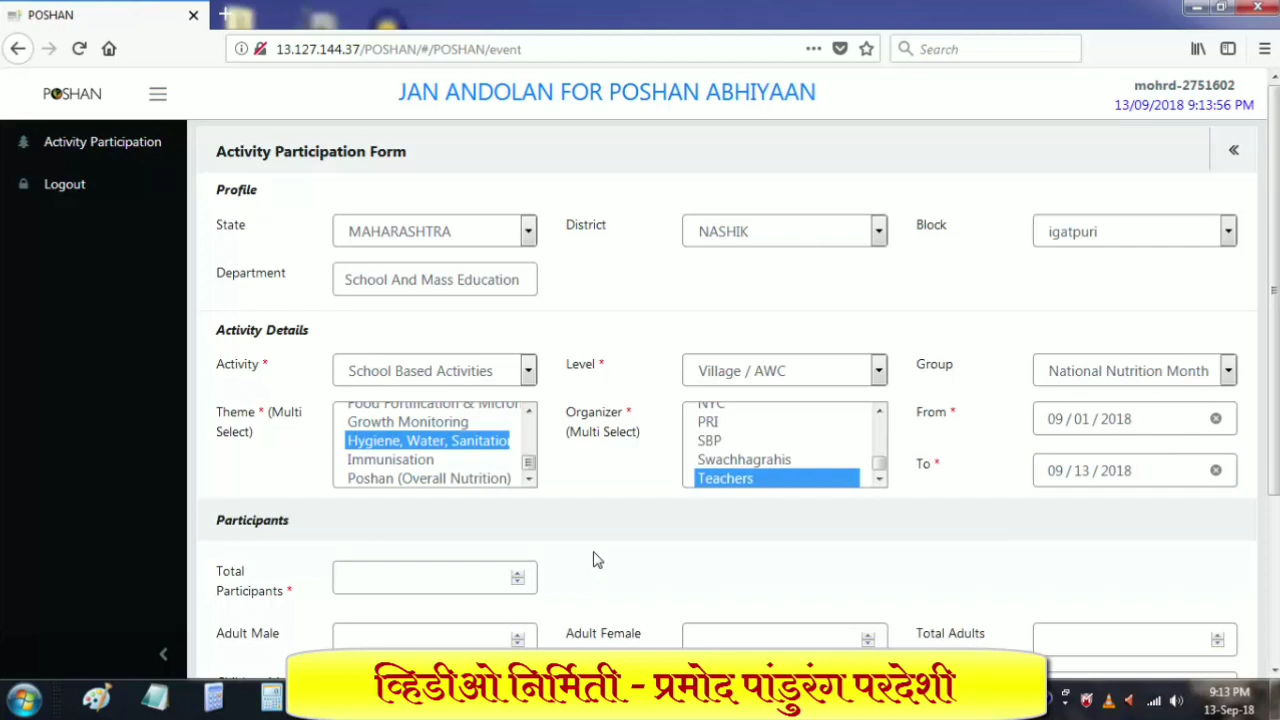 POSHAN
13.127.144.37/POSHAN/#/POSHAN/event
Search
POSHAN
JAN ANDOLAN FOR POSHAN ABHIYAAN
mohrd-2751602
13/09/2018 9:13:56 PM
Activity Participation
Logout
Activity Participation Form
Profile
State MAHARASHTRA District NASHIK Block igatpuri
Department School And Mass Education
Activity Details
Activity * School Based Activities Level * Village / AWC Group National Nutrition Month
Theme * (Multi Select)
Food Fortification &
Growth Monitoring
Hygiene, Water, Sanitatio
Immunisation
Poshan (Overall Nutrition)
Organizer * (Multi Select)
NYC
PRI
SBP
Swachhagrahis
Teachers
From * 09 / 01 / 2018
To * 09 / 13 / 2018
Participants
Total Participants *
Adult Male Adult Female Total Adults
व्हिडीओ निर्मिती - प्रमोद पांडुरंग परदेशी
9:13 PM
13-Sep-18